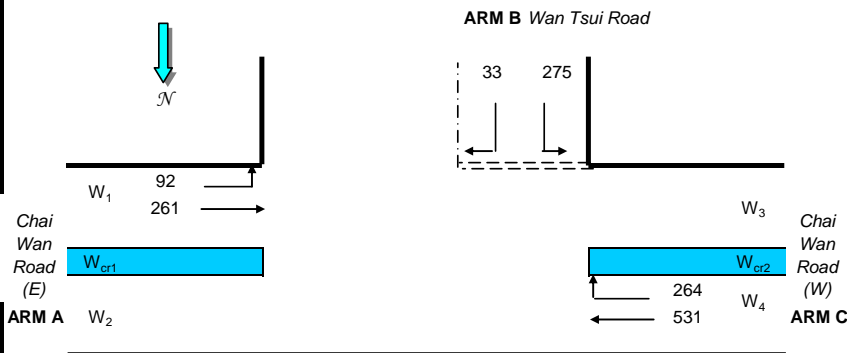 ARM B Wan Tsui Road
N
33 275
W1 92
261
W3
Chai Wan Road (E)
ARM A
Wcr1
W2
Wcr2
264
531
W4
Chai Wan Road (W)
ARM C